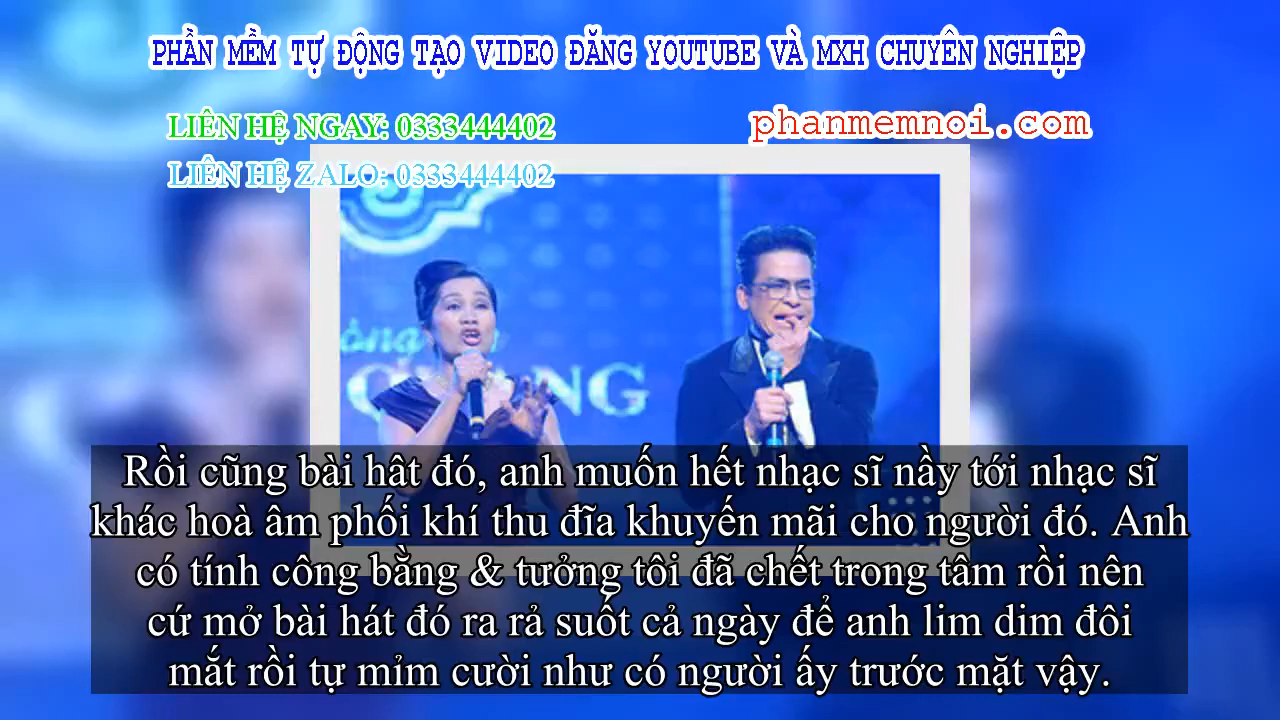 PHẦN MỀM TỰ ĐỘNG TẠO VIDEO ĐĂNG YOUTUBE VÀ MXH CHUYÊN NGHIỆP
LIÊN HỆ NGAY: 0333444402
phanmemnoi.com
LIÊN HỆ ZALO: 0333444402
QUANG
Rồi cũng bài hât đó, anh muốn hết nhạc sĩ nầy tới nhạc sĩ
khác hoà âm phối khí thu đĩa khuyến mãi cho người đó. Anh
có tính công bằng & tưởng tôi đã chết trong tâm rồi nên
cứ mở bài hát đó ra rả suốt cả ngày để anh lim dim đôi
mắt rồi tự mỉm cười như có người ấy trước mặt vậy.